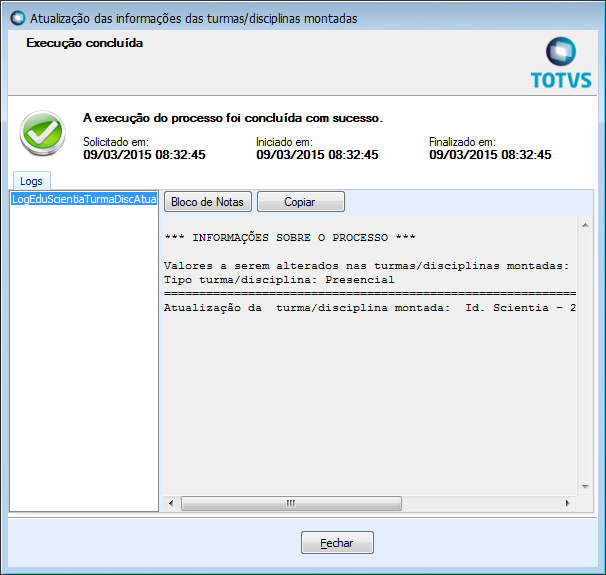 Atualização das informações das turmas/disciplinas montadas
Execução concluída
TOTVS
A execução do processo foi concluída com sucesso.
Solicitado em: Iniciado em: Finalizado em:
09/03/2015 08:32:45 09/03/2015 08:32:45 09/03/2015 08:32:45
Logs
LogEduScientiaTurmaDiscAtua
Bloco de Notas Copiar
*** INFORMAÇÕES SOBRE O PROCESSO ***
Valores a serem alterados nas turmas/disciplinas montadas:
Tipo turma/disciplina: Presencial
===========================================================
Atualização da  turma/disciplina montada:  Id. Scientia - 2
Fechar